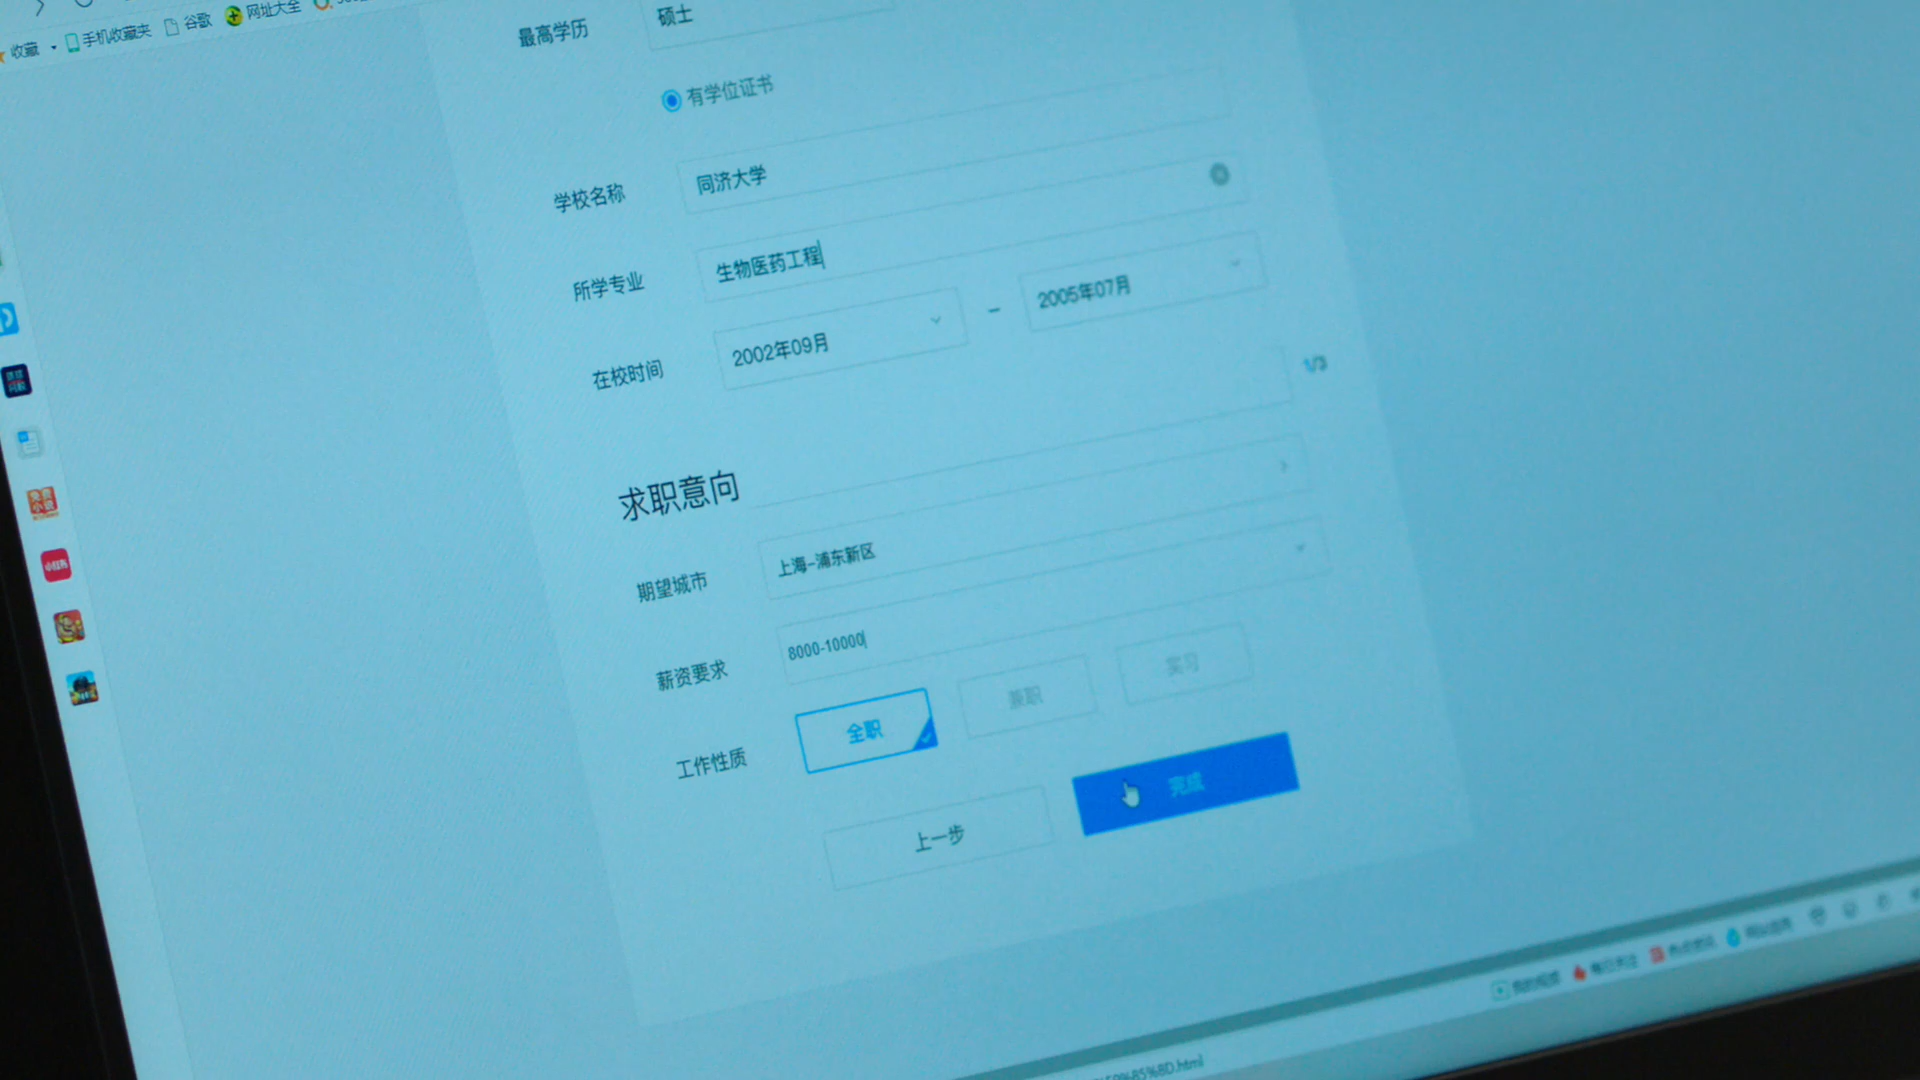 收藏 手机收藏夹 谷歌 网址大全
最高学历 硕士
有学位证书
学校名称 同济大学
所学专业 生物医药工程
在校时间 2002年09月 - 2005年07月
1/3
求职意向
期望城市 上海-浦东新区
薪资要求 8000-10000
工作性质 全职 兼职 实习
上一步 完成